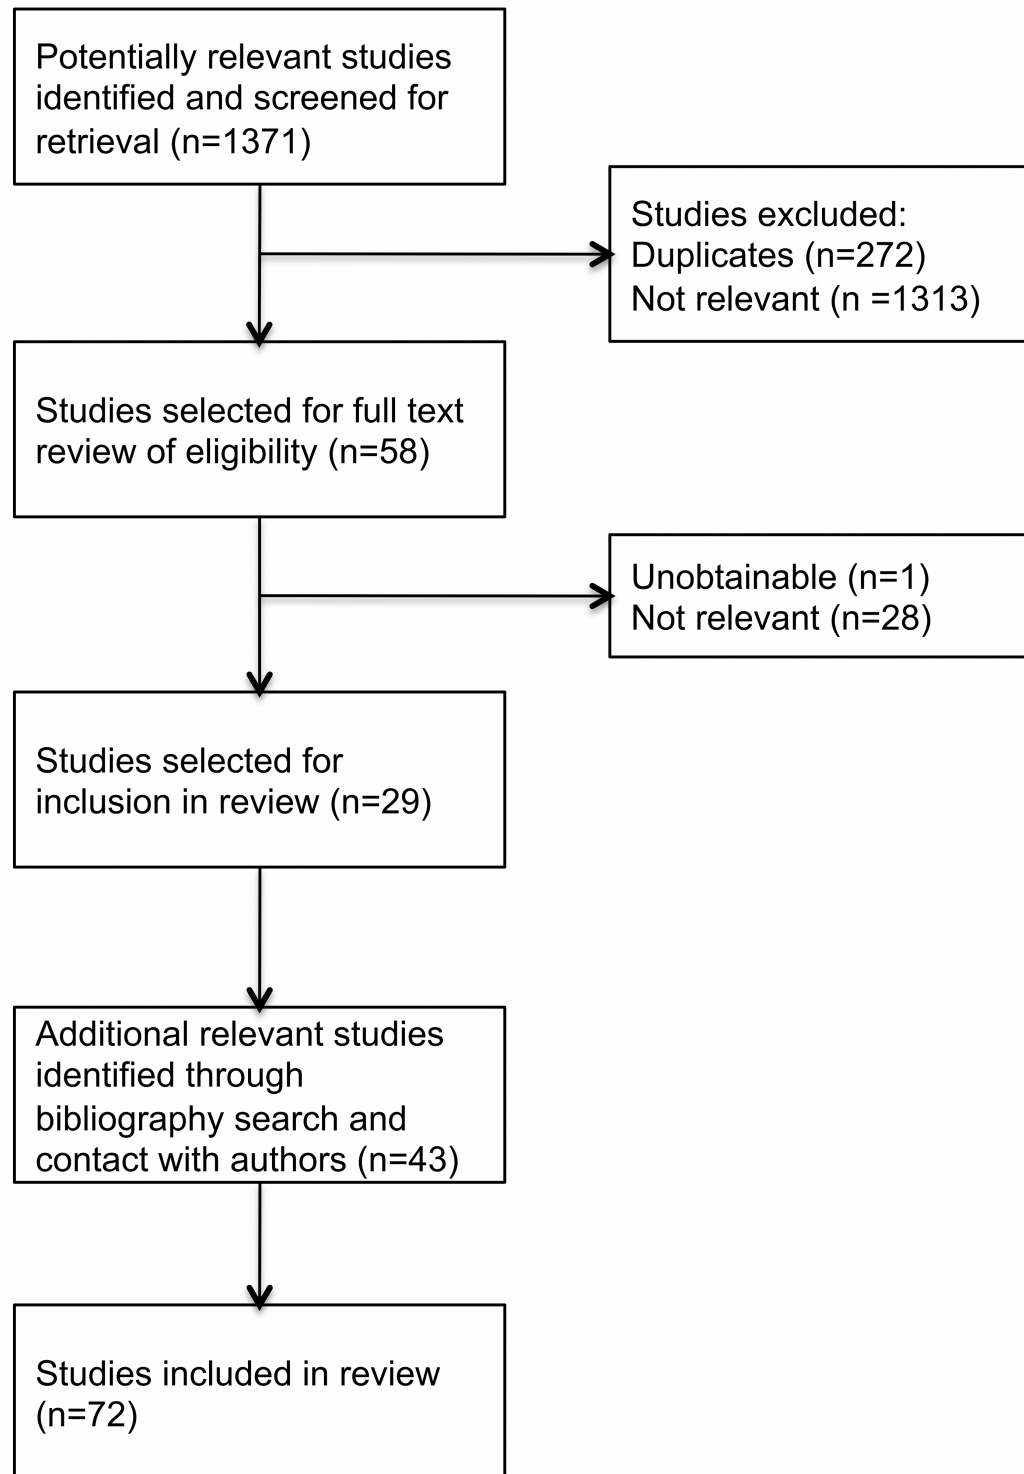 Potentially relevant studies
identified and screened for
retrieval (n=1371)
Studies excluded:
Duplicates (n=272)
Not relevant (n =1313)
Studies selected for full text
review of eligibility (n=58)
Unobtainable (n=1)
Not relevant (n=28)
Studies selected for
inclusion in review (n=29)
Additional relevant studies
identified through
bibliography search and
contact with authors (n=43)
Studies included in review
(n=72)